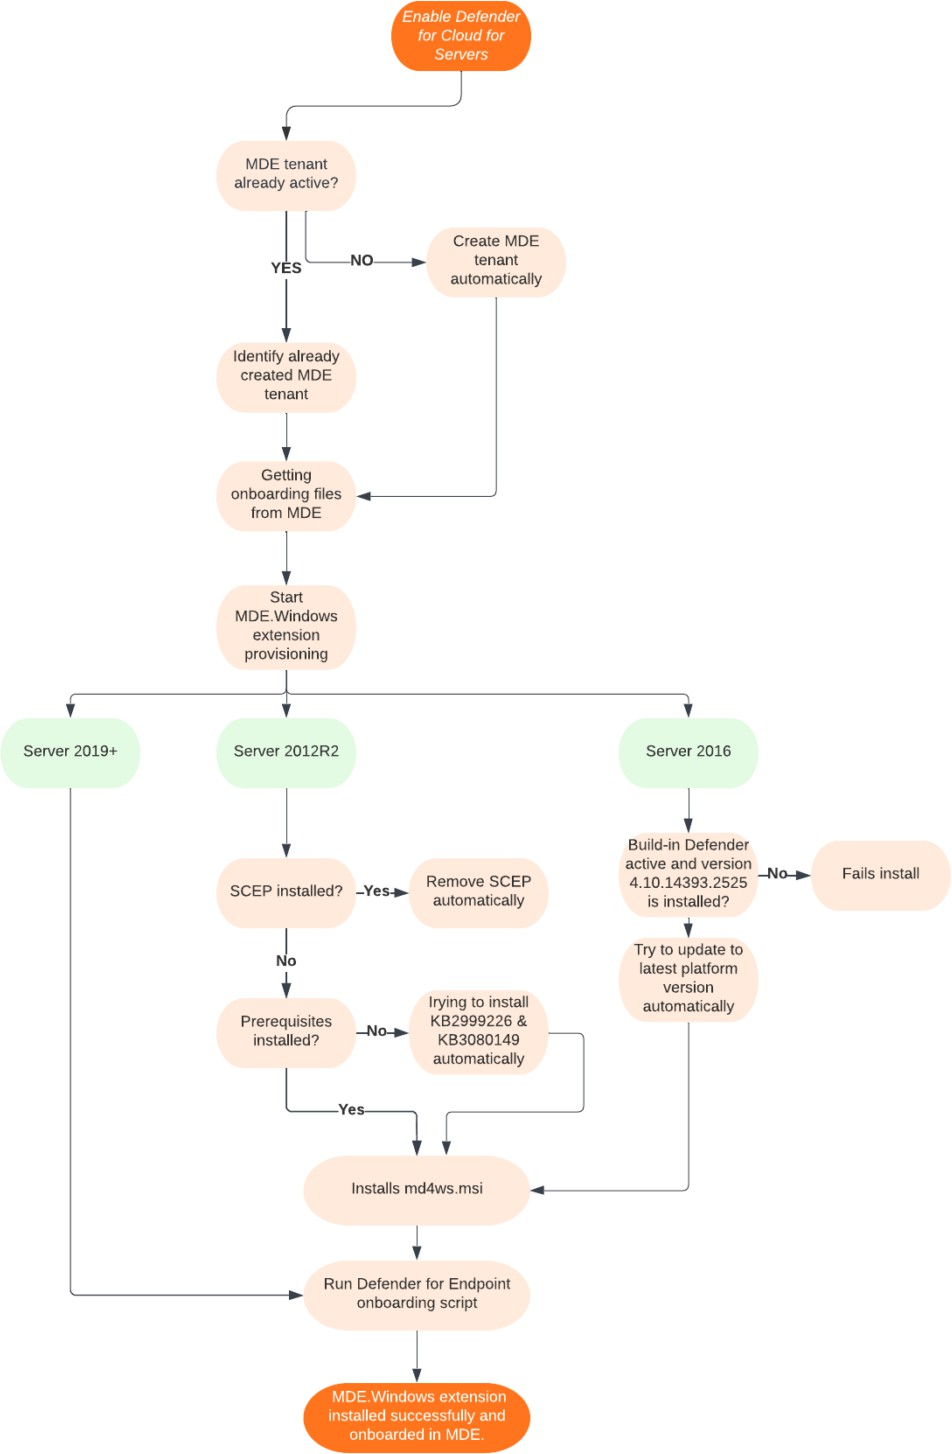 Enable Defender
for Cloud for
Servers
MDE tenant
already active?
YES
NO
Create MDE
tenant
automatically
Identify already
created MDE
tenant
Getting
onboarding files
from MDE
Start
MDE.Windows
extension
provisioning
Server 2019+
Server 2012R2
Server 2016
SCEP installed?
Yes
Remove SCEP
automatically
Build-in Defender
active and version
4.10.14393.2525
is installed?
No
Fails install
No
Try to update to
latest platform
version
automatically
Prerequisites
installed?
No
Irying to install
KB2999226 &
KB3080149
automatically
Yes
Installs md4ws.msi
Run Defender for Endpoint
onboarding script
MDE.Windows extension
installed successfully and
onboarded in MDE.